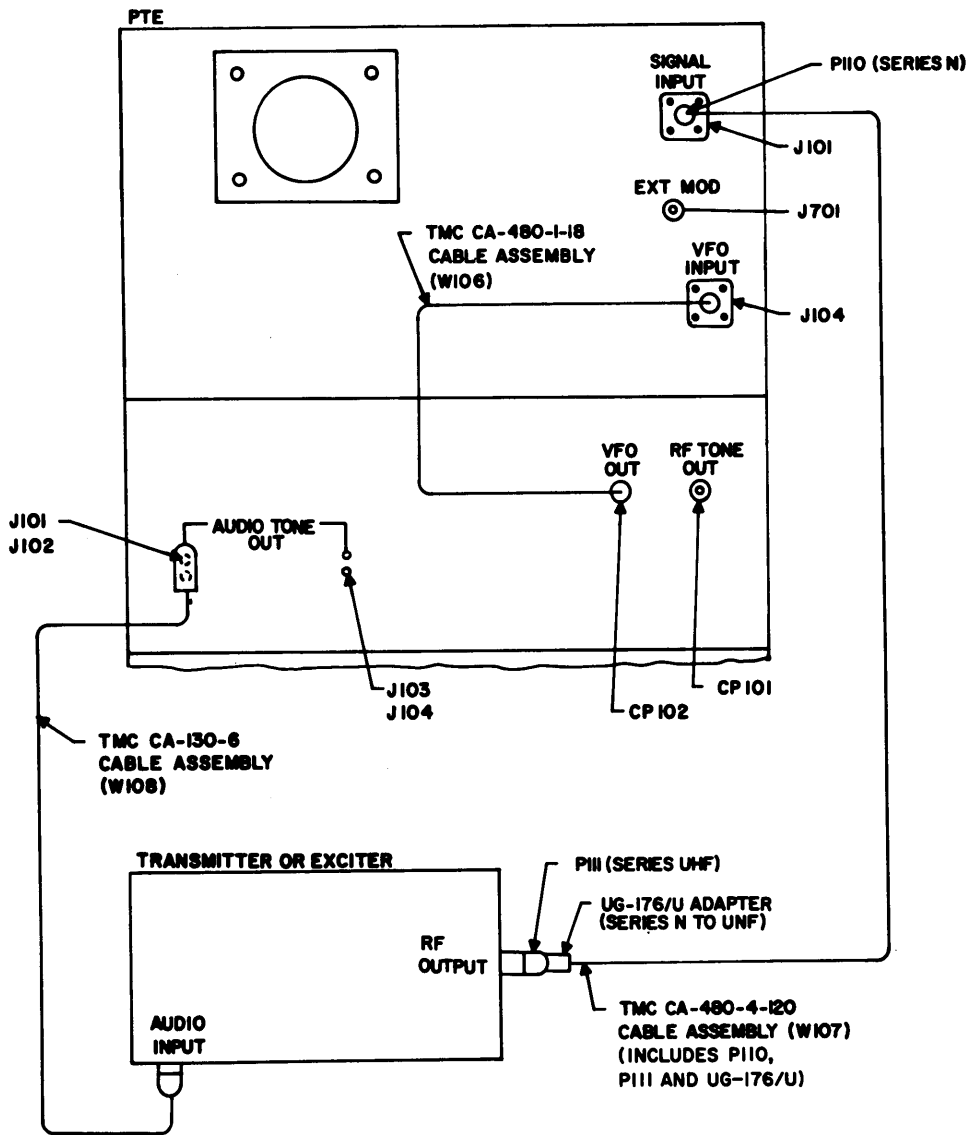 PTE
SIGNAL
INPUT
P110 (SERIES N)
J101
EXT MOD
J701
TMC CA-480-1-18
CABLE ASSEMBLY
(W106)
VFO
INPUT
J104
VFO
OUT
RF TONE
OUT
J101
J102
AUDIO TONE
OUT
J103
J104
CP102
CP101
TMC CA-130-6
CABLE ASSEMBLY
(W108)
TRANSMITTER OR EXCITER
P111 (SERIES UHF)
UG-176/U ADAPTER
(SERIES N TO UNF)
RF
OUTPUT
AUDIO
INPUT
TMC CA-480-4-120
CABLE ASSEMBLY (W107)
(INCLUDES P110,
P111 AND UG-176/U)